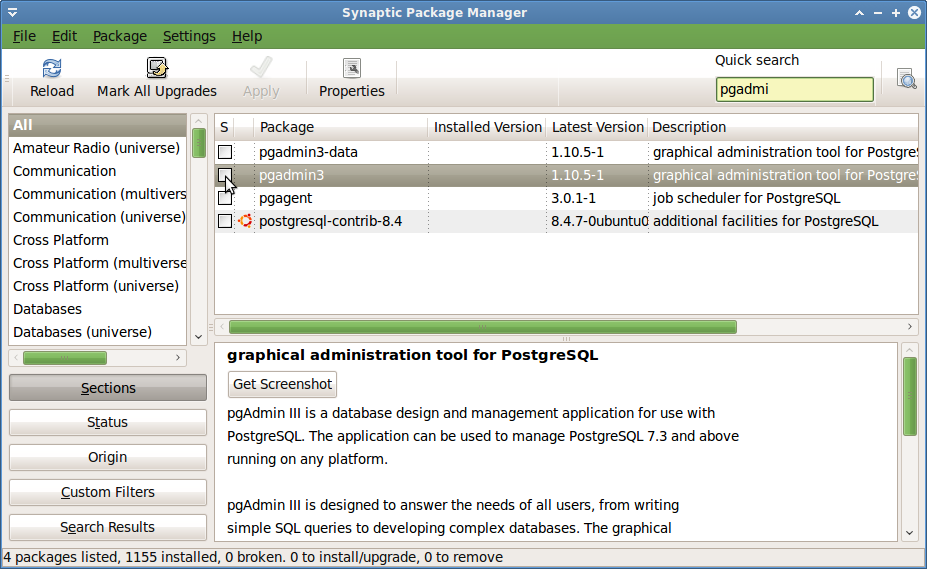 Synaptic Package Manager
File Edit Package Settings Help
Reload
Mark All Upgrades
Apply
Properties
Quick search
pgadmi
All
Amateur Radio (universe)
Communication
Communication (multivers
Communication (universe)
Cross Platform
Cross Platform (multiverse
Cross Platform (universe)
Databases
Databases (universe)
Sections
Status
Origin
Custom Filters
Search Results
S Package Installed Version Latest Version Description
pgadmin3-data 1.10.5-1 graphical administration tool for Postgre
pgadmin3 1.10.5-1 graphical administration tool for Postgre
pgagent 3.0.1-1 job scheduler for PostgreSQL
postgresql-contrib-8.4 8.4.7-0ubuntu0 additional facilities for PostgreSQL
graphical administration tool for PostgreSQL
Get Screenshot
pgAdmin III is a database design and management application for use with
PostgreSQL. The application can be used to manage PostgreSQL 7.3 and above
running on any platform.
pgAdmin III is designed to answer the needs of all users, from writing
simple SQL queries to developing complex databases. The graphical
4 packages listed, 1155 installed, 0 broken. 0 to install/upgrade, 0 to remove